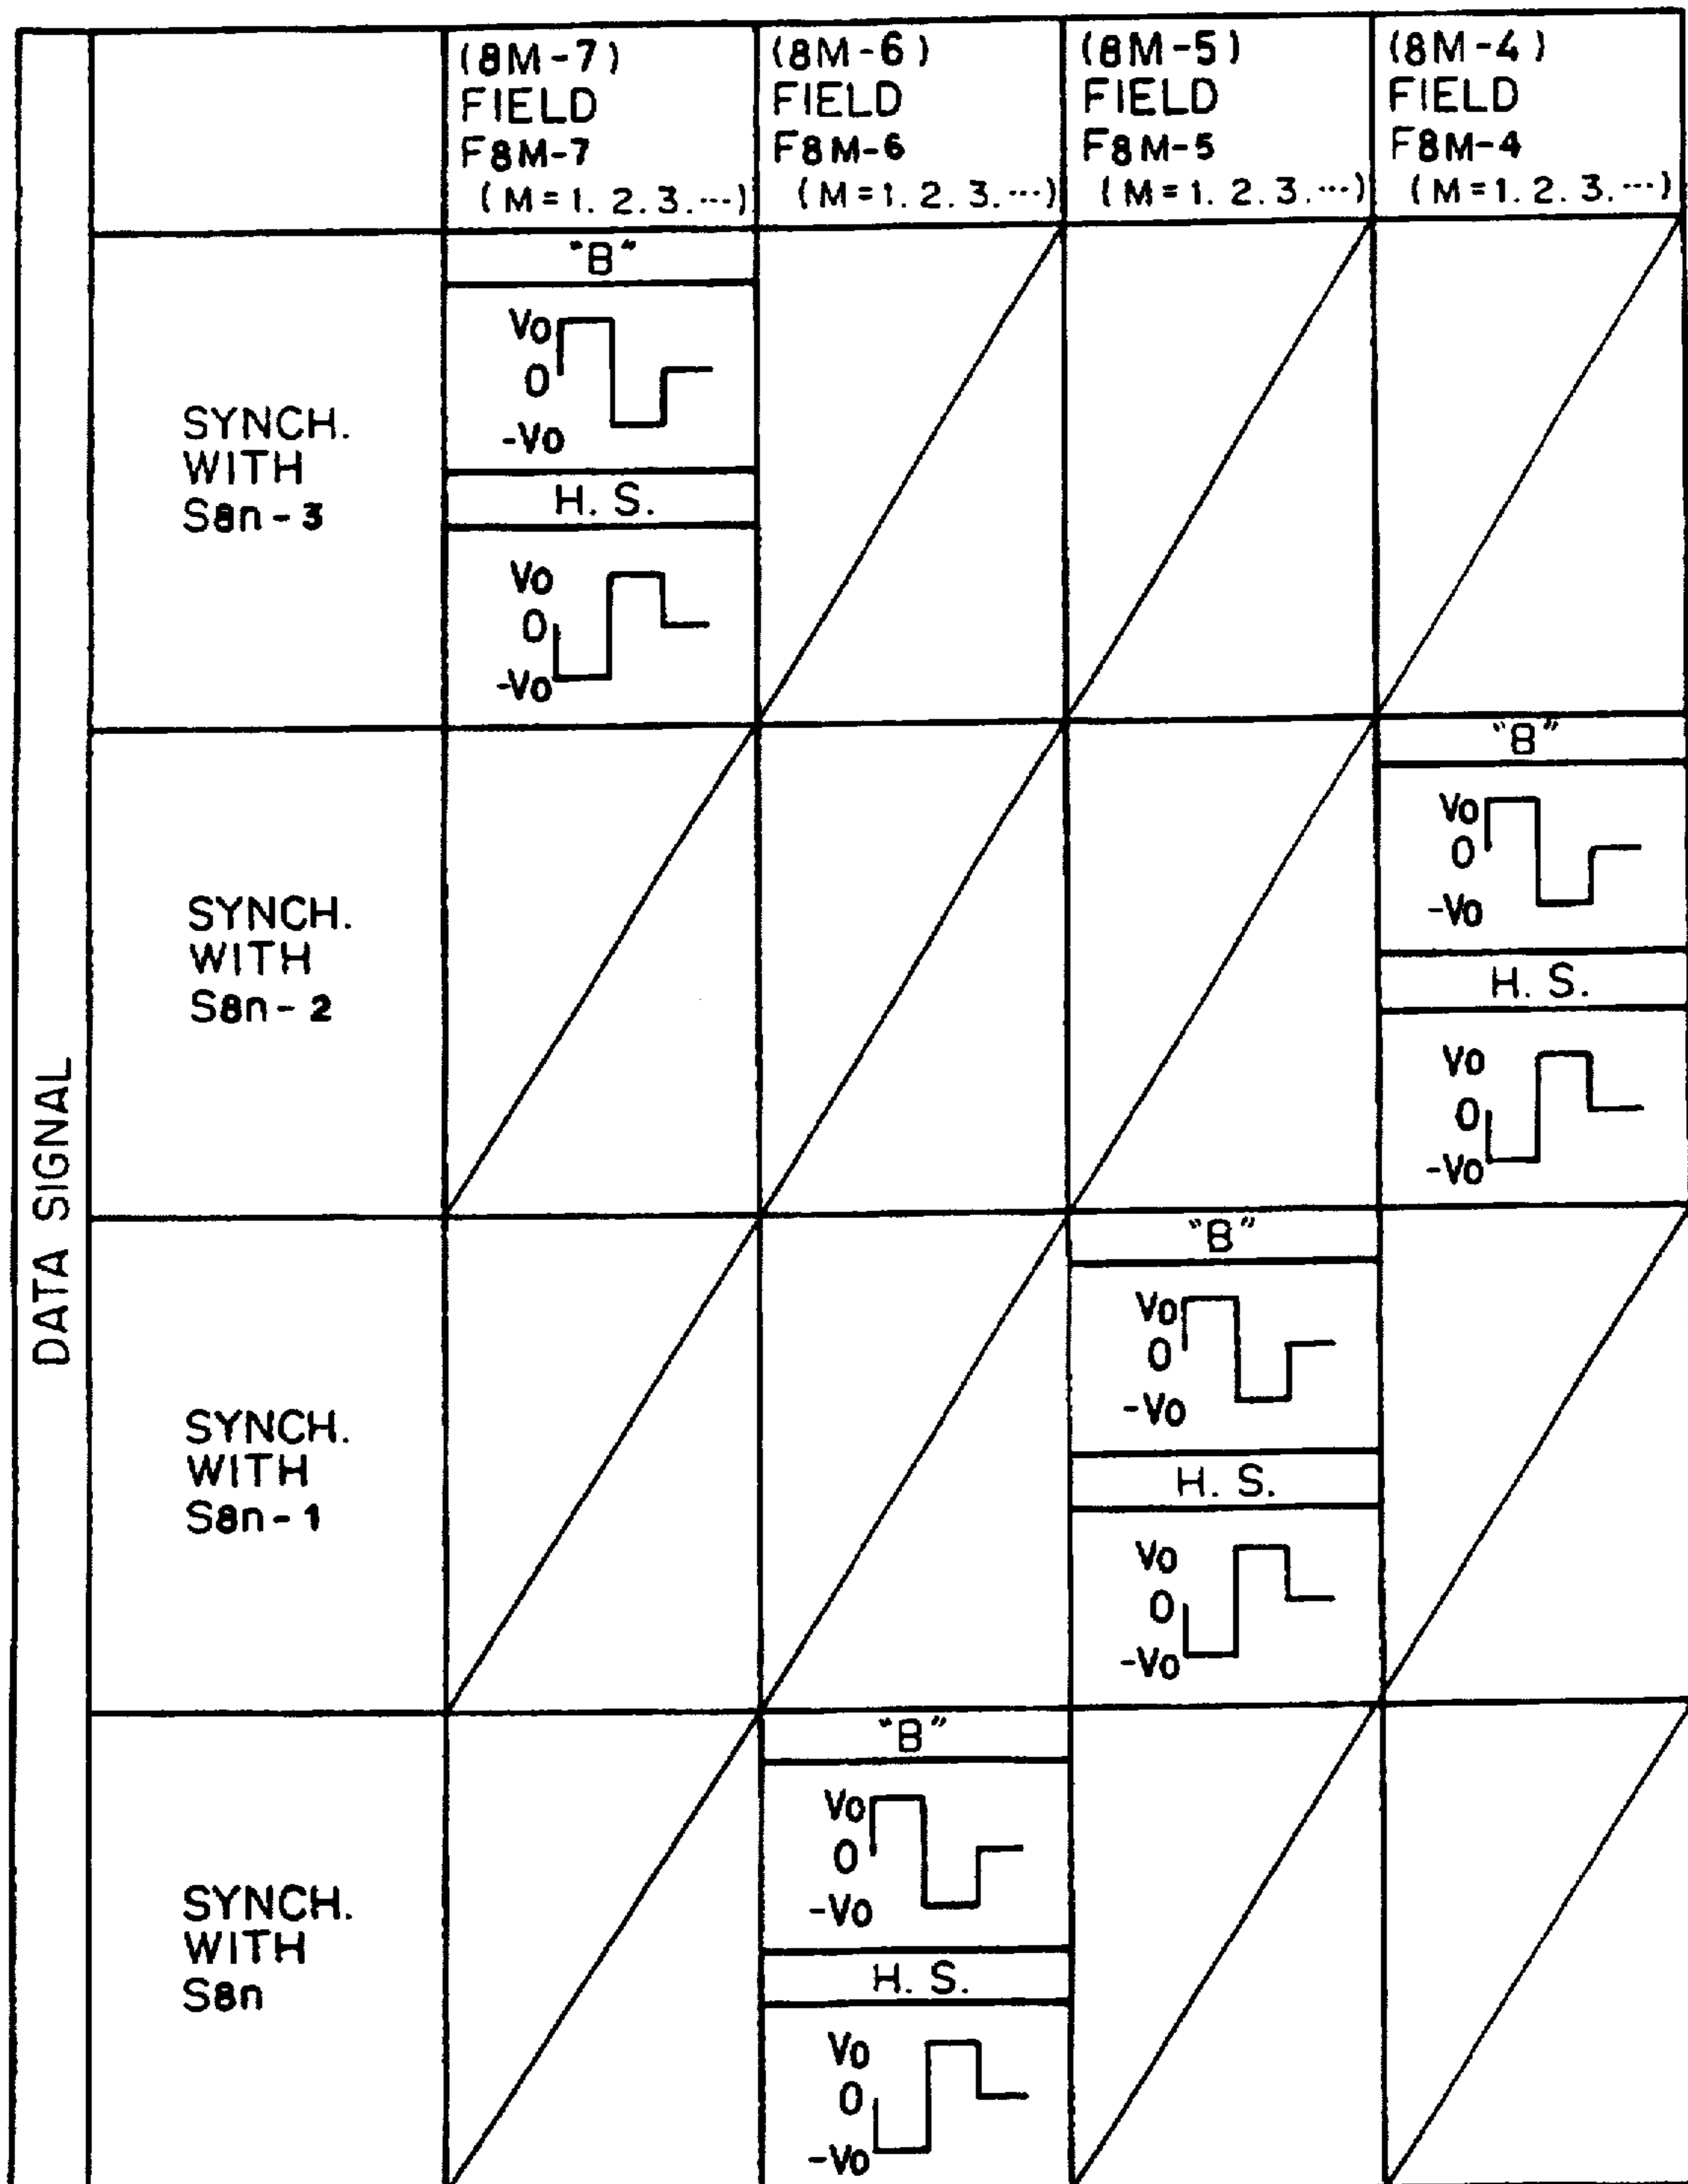 (8M-7)
FIELD
F8M-7
(M=1.2.3.…)
(8M-6)
FIELD
F8M-6
(M=1.2.3.…)
(8M-5)
FIELD
F8M-5
(M=1.2.3.…)
(8M-4)
FIELD
F8M-4
(M=1.2.3.…)
DATA SIGNAL
SYNCH.
WITH
S8n-3
"B"
Vo
0
-Vo
H. S.
Vo
0
-Vo
SYNCH.
WITH
S8n-2
"B"
Vo
0
-Vo
H. S.
Vo
0
-Vo
SYNCH.
WITH
S8n-1
"B"
Vo
0
-Vo
H. S.
Vo
0
-Vo
SYNCH.
WITH
S8n
"B"
Vo
0
-Vo
H. S.
Vo
0
-Vo